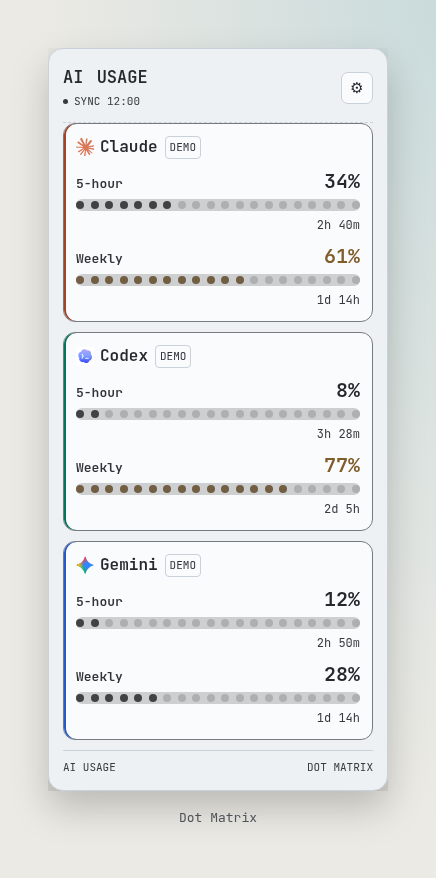 AI USAGE
SYNC 12:00
Claude DEMO
5-hour 34%
2h 40m
Weekly 61%
1d 14h
Codex DEMO
5-hour 8%
3h 28m
Weekly 77%
2d 5h
Gemini DEMO
5-hour 12%
2h 50m
Weekly 28%
1d 14h
AI USAGE DOT MATRIX
Dot Matrix